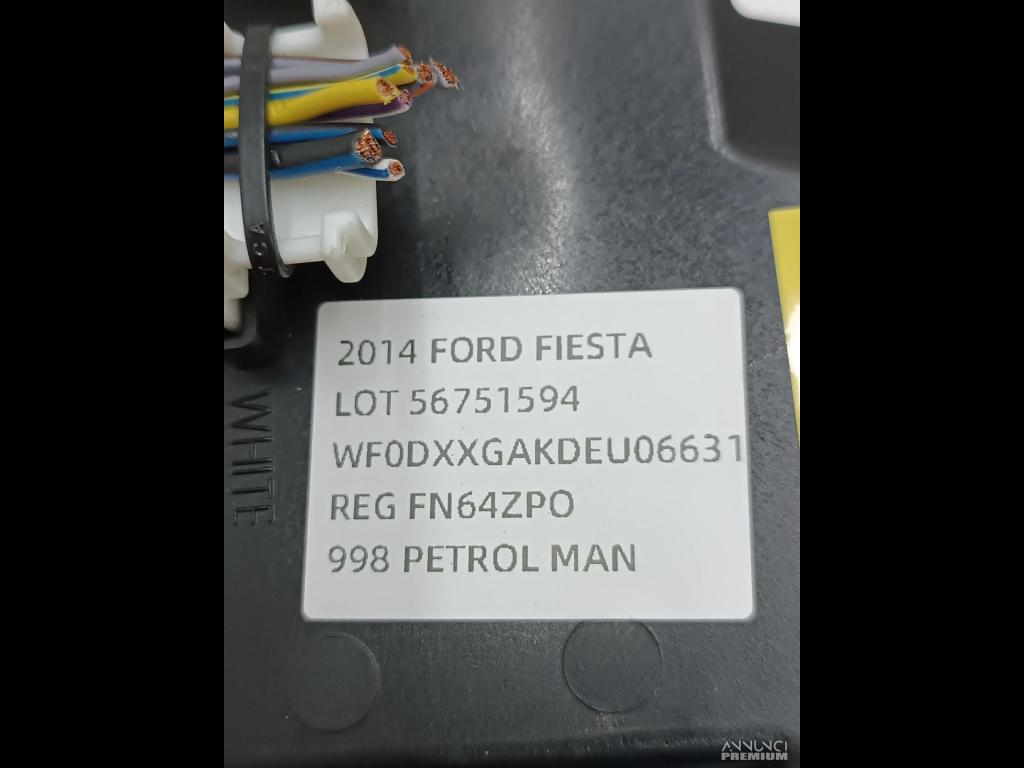 2014 FORD FIESTA
LOT 56751594
WF0DXXGAKDEU06631
REG FN64ZPO
998 PETROL MAN
WHITE
ANNUNCI
PREMIUM